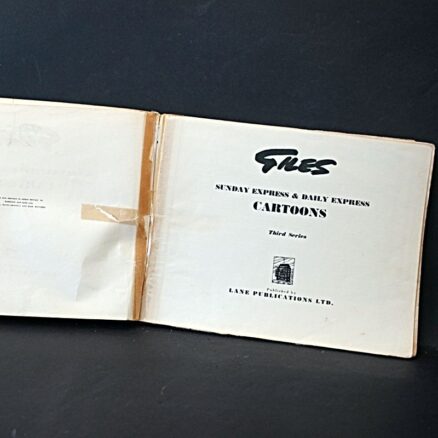 GILES
SUNDAY EXPRESS & DAILY EXPRESS
CARTOONS
Third Series
Published by
LANE PUBLICATIONS LTD.